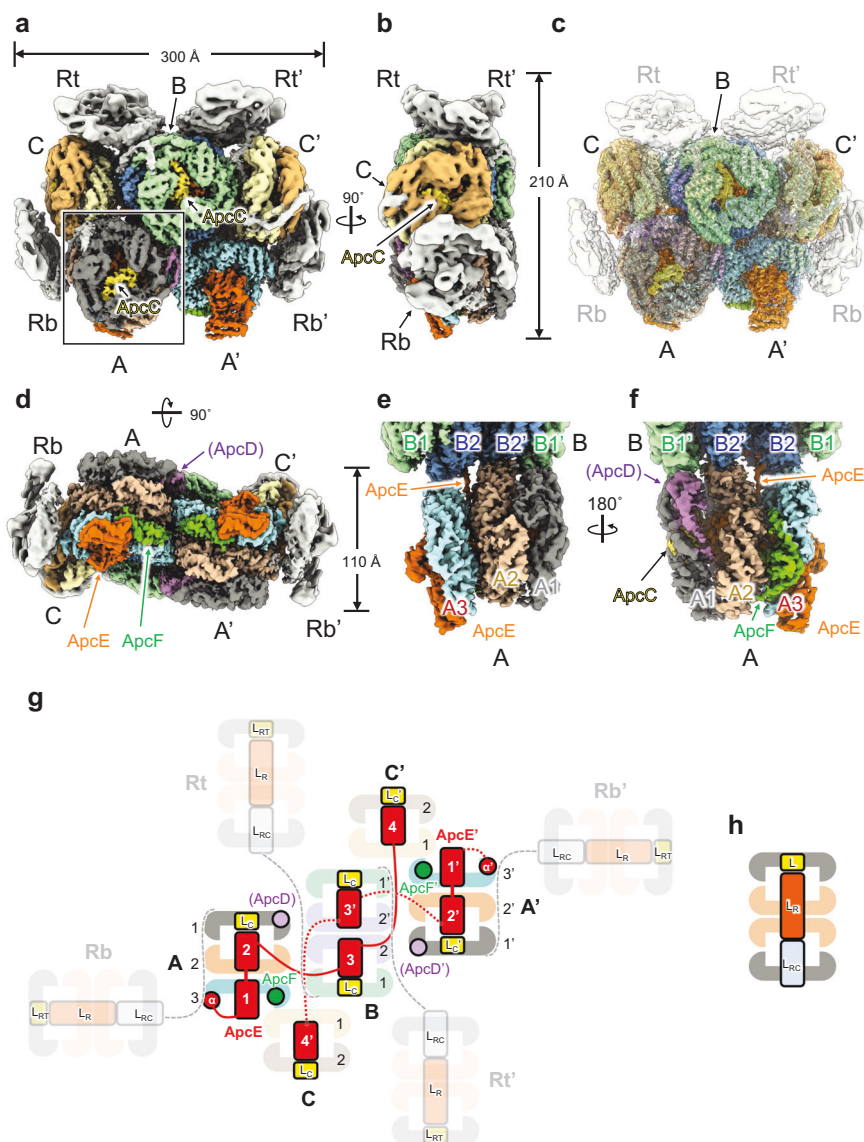 a
300 Å
Rt
B
Rt'
C
C'
ApcC
ApcC
Rb
Rb'
A
A'
b
Rt
Rt'
C
90°
210 Å
ApcC
Rb
c
Rt
B
Rt'
C
C'
Rb
Rb'
A
A'
d
90°
Rb
A
(ApcD)
C'
110 Å
C
ApcE
ApcF
A'
Rb'
e
B1 B2 B2' B1' B
ApcE
A2
A1
A3
ApcE
A
180°
f
B B1' B2' B2 B1
(ApcD)
ApcE
ApcC
A1
A2
A3
ApcF
ApcE
A
g
LRT
Rt
LR
LRC
C'
LC'
2
4
1
ApcE'
Rb'
LRC LR LRT
1'
α'
3'
ApcF'
LC
1'
3'
2'
2'
A'
(ApcD)
1
LC
LC'
1'
(ApcD')
Rb
A
2
2
3
2
ApcF
LC
1
B
3
α
1
LRT LR LRC
ApcE
1
4'
2
LC
C
LRC
Rt'
LR
LRT
h
L
LR
LRC